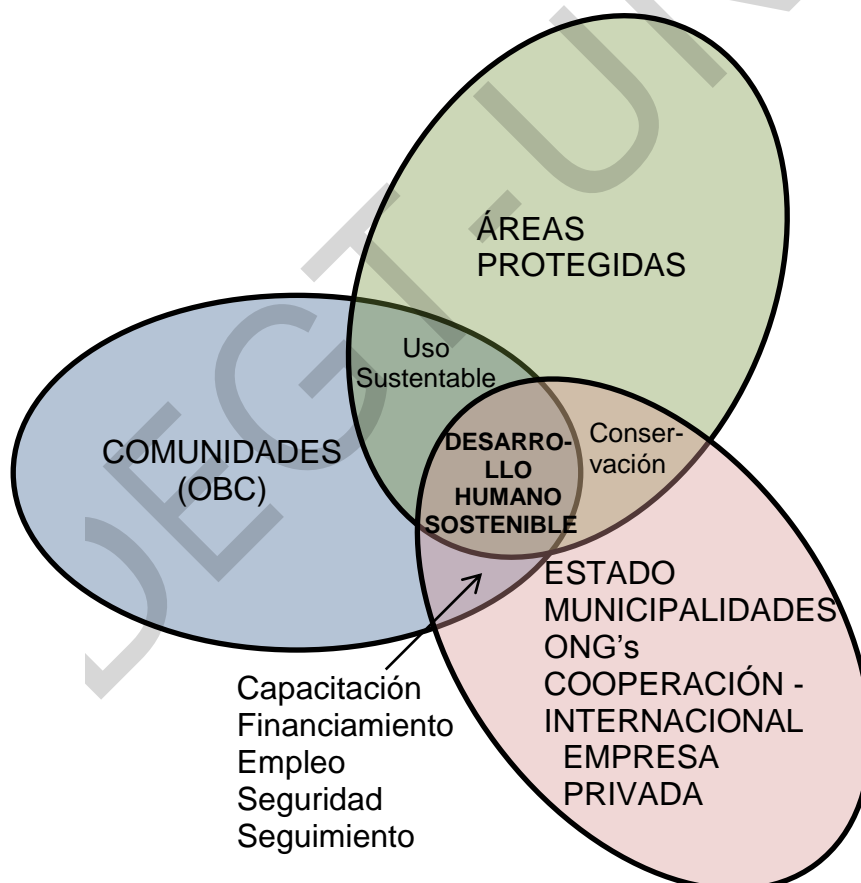 ÁREAS
PROTEGIDAS
Uso
Sustentable
COMUNIDADES
(OBC)
DESARRO-
LLO
HUMANO
SOSTENIBLE
Conser-
vación
ESTADO
MUNICIPALIDADES
ONG's
COOPERACIÓN -
INTERNACIONAL
EMPRESA
PRIVADA
Capacitación
Financiamiento
Empleo
Seguridad
Seguimiento